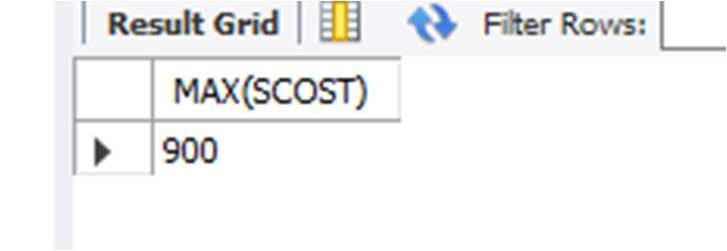 Result Grid Filter Rows:
MAX(SCOST)
900